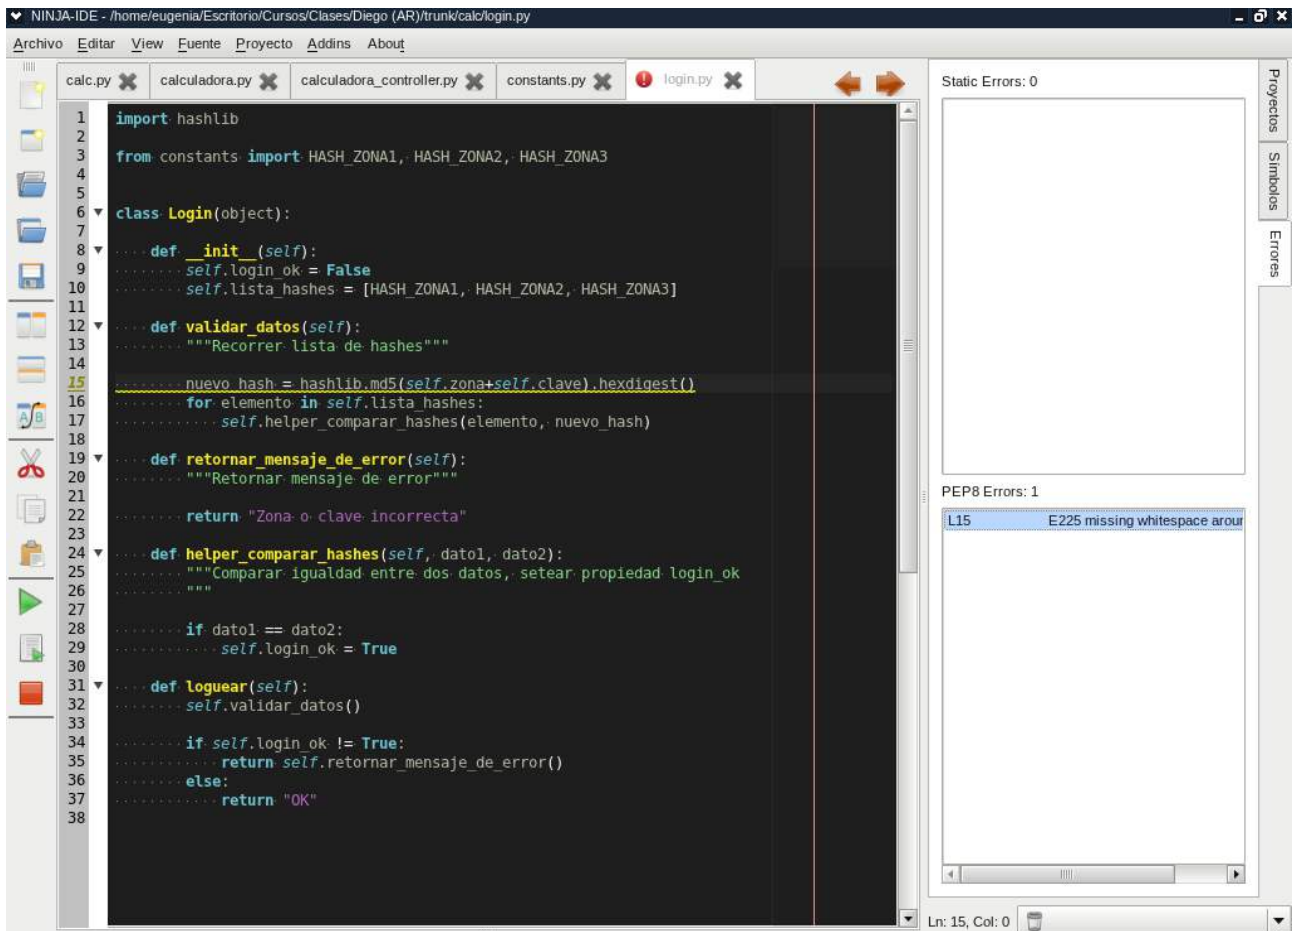 NINJA-IDE - /home/eugenia/Escritorio/Cursos/Clases/Diego (AR)/trunk/calc/login.py
Archivo Editar View Fuente Proyecto Addins About
calc.py calculadora.py calculadora_controller.py constants.py login.py
1 import hashlib
2
3 from constants import HASH_ZONA1, HASH_ZONA2, HASH_ZONA3
4
5
6 class Login(object):
7
8 def __init__(self):
9 self.login_ok = False
10 self.lista_hashes = [HASH_ZONA1, HASH_ZONA2, HASH_ZONA3]
11
12 def validar_datos(self):
13 """Recorrer lista de hashes"""
14
15 nuevo_hash = hashlib.md5(self.zona+self.clave).hexdigest()
16 for elemento in self.lista_hashes:
17 self.helper_comparar_hashes(elemento, nuevo_hash)
18
19 def retornar_mensaje_de_error(self):
20 """Retornar mensaje de error"""
21
22 return "Zona o clave incorrecta"
23
24 def helper_comparar_hashes(self, dato1, dato2):
25 """Comparar igualdad entre dos datos, setear propiedad login_ok
26 """
27
28 if dato1 == dato2:
29 self.login_ok = True
30
31 def loguear(self):
32 self.validar_datos()
33
34 if self.login_ok != True:
35 return self.retornar_mensaje_de_error()
36 else:
37 return "OK"
38
A B
Static Errors: 0
PEP8 Errors: 1
L15 E225 missing whitespace aroun
Ln: 15, Col: 0
Proyectos
Símbolos
Errores